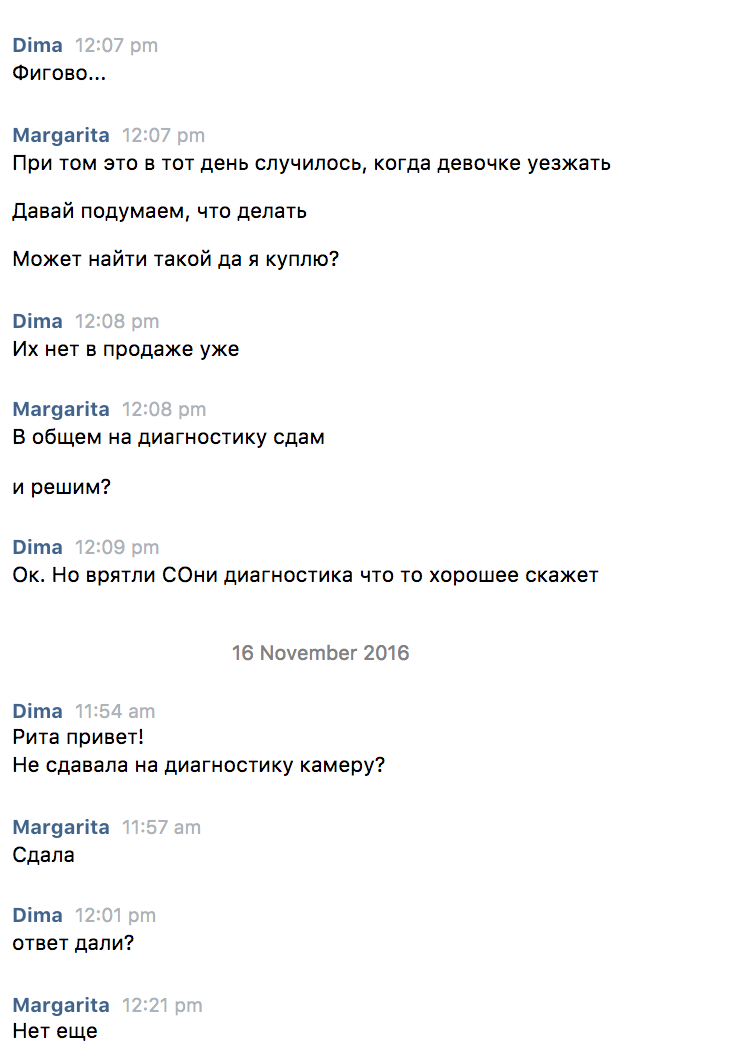 Dima 12:07 pm
Фигово...
Margarita 12:07 pm
При том это в тот день случилось, когда девочке уезжать
Давай подумаем, что делать
Может найти такой да я куплю?
Dima 12:08 pm
Их нет в продаже уже
Margarita 12:08 pm
В общем на диагностику сдам
и решим?
Dima 12:09 pm
Ок. Но врятли СОни диагностика что то хорошее скажет
16 November 2016
Dima 11:54 am
Рита привет!
Не сдавала на диагностику камеру?
Margarita 11:57 am
Сдала
Dima 12:01 pm
ответ дали?
Margarita 12:21 pm
Нет еще